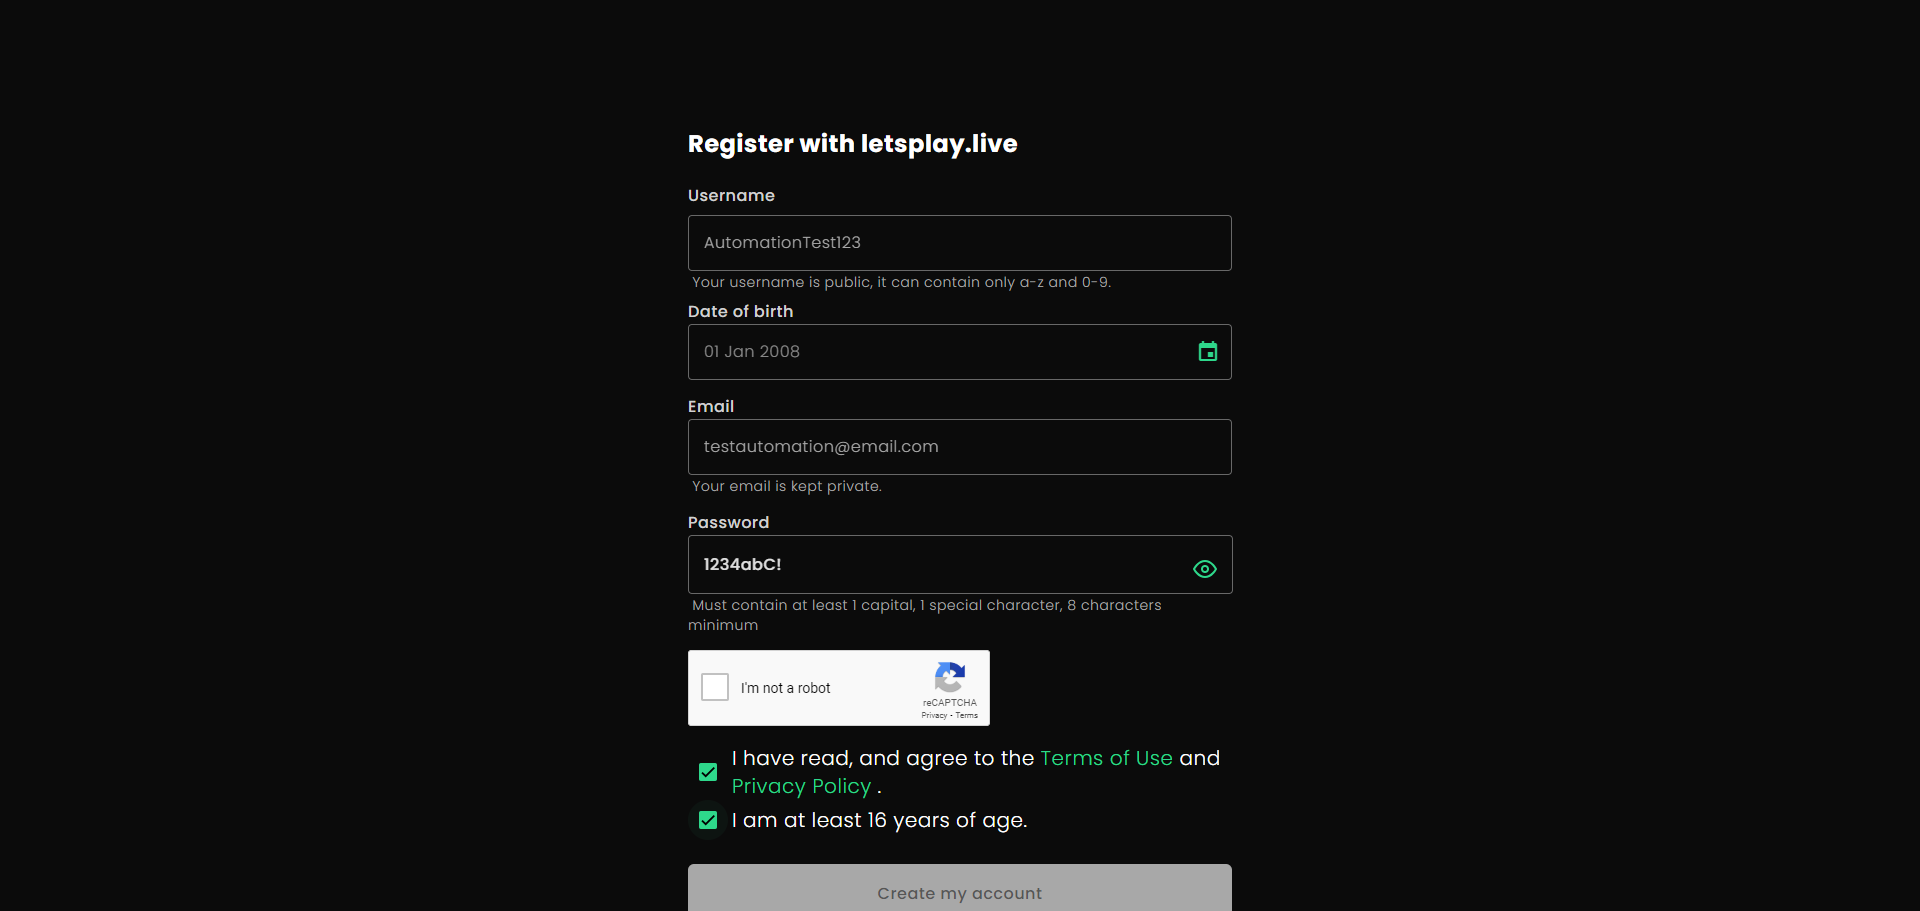 Register with letsplay.live
Username
AutomationTest123
Your username is public, it can contain only a-z and 0-9.
Date of birth
01 Jan 2008
Email
testautomation@email.com
Your email is kept private.
Password
1234abC!
Must contain at least 1 capital, 1 special character, 8 characters
minimum
I'm not a robot
reCAPTCHA
Privacy - Terms
I have read, and agree to the Terms of Use and
Privacy Policy .
I am at least 16 years of age.
Create my account